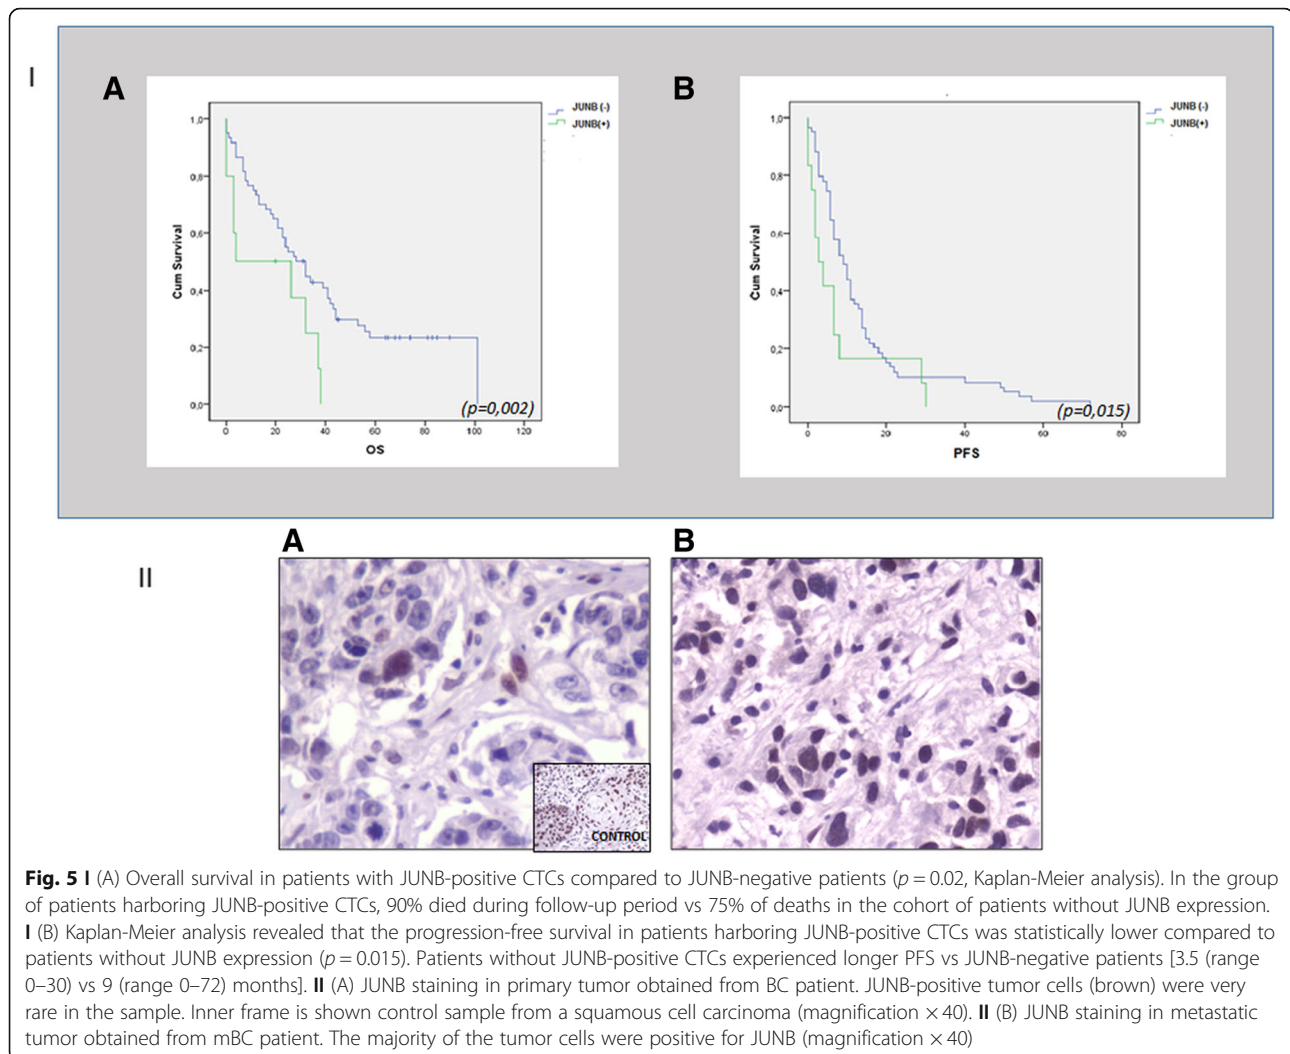 I
A
JUNB (-)
JUNB(+)
1,0
0,8
0,6
0,4
0,2
0,0
Cum Survival
(p=0,002)
0 20 40 60 80 100 120
OS
B
JUNB (-)
JUNB(+)
1,0
0,8
0,6
0,4
0,2
0,0
Cum Survival
(p=0,015)
0 20 40 60 80
PFS
II
A
CONTROL
B
Fig. 5 I (A) Overall survival in patients with JUNB-positive CTCs compared to JUNB-negative patients (p = 0.02, Kaplan-Meier analysis). In the group
of patients harboring JUNB-positive CTCs, 90% died during follow-up period vs 75% of deaths in the cohort of patients without JUNB expression.
I (B) Kaplan-Meier analysis revealed that the progression-free survival in patients harboring JUNB-positive CTCs was statistically lower compared to
patients without JUNB expression (p = 0.015). Patients without JUNB-positive CTCs experienced longer PFS vs JUNB-negative patients [3.5 (range
0–30) vs 9 (range 0–72) months]. II (A) JUNB staining in primary tumor obtained from BC patient. JUNB-positive tumor cells (brown) were very
rare in the sample. Inner frame is shown control sample from a squamous cell carcinoma (magnification × 40). II (B) JUNB staining in metastatic
tumor obtained from mBC patient. The majority of the tumor cells were positive for JUNB (magnification × 40)